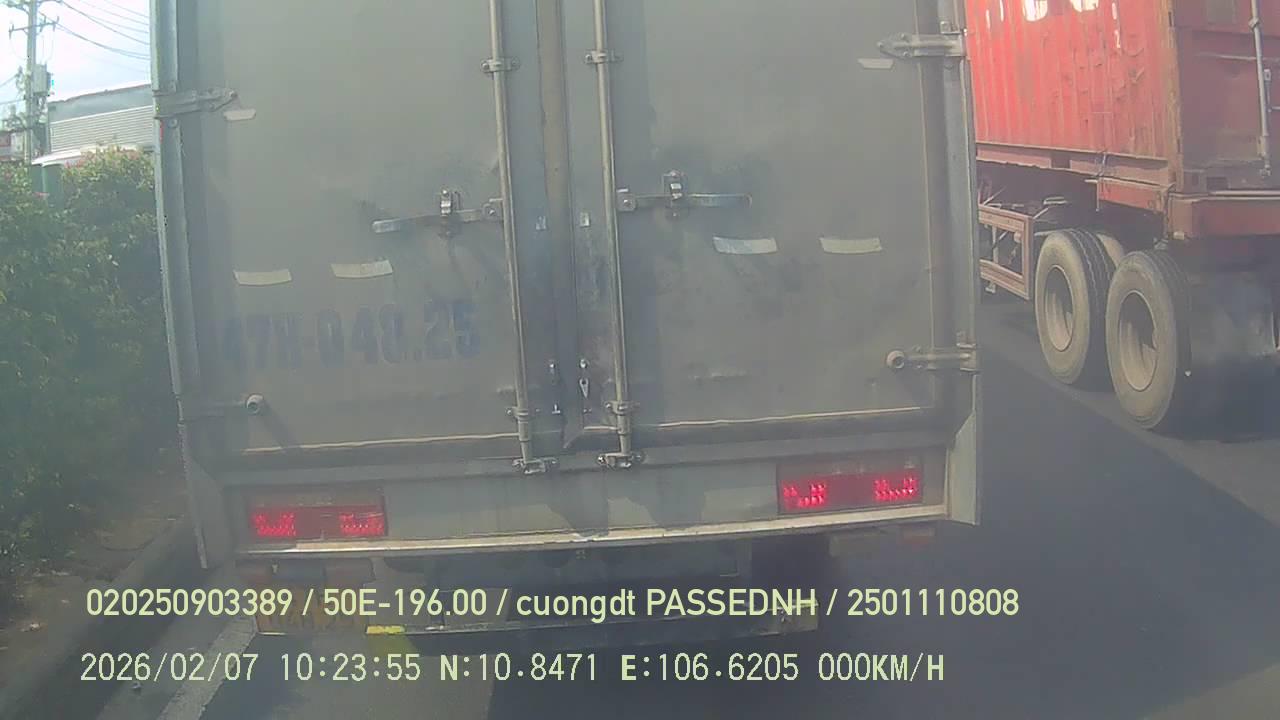 47H-048.25
020250903389 / 50E-196.00 / cuongdt PASSEDNH / 2501110808
2026/02/07 10:23:55 N:10.8471 E:106.6205 000KM/H